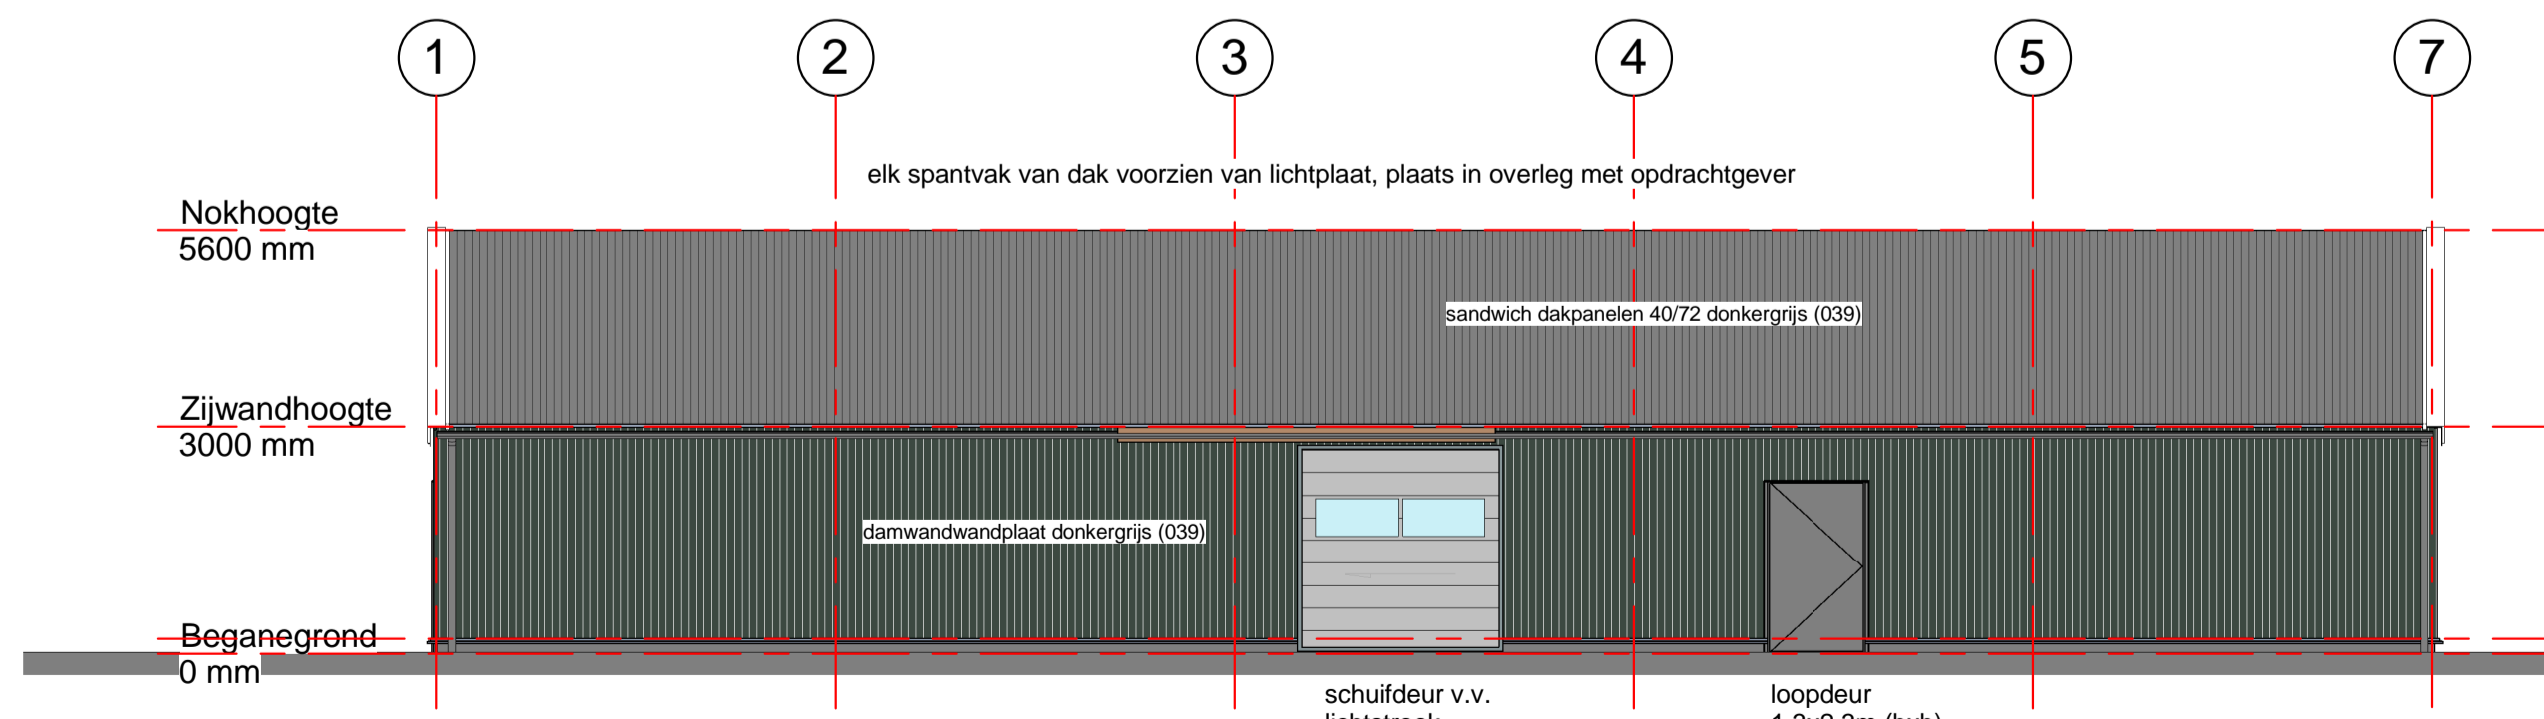 1 2 3 4 5 7
elk spantvak van dak voorzien van lichtplaat, plaats in overleg met opdrachtgever
Nokhoogte
5600 mm
sandwich dakpanelen 40/72 donkergrijs (039)
Zijwandhoogte
3000 mm
damwandwandplaat donkergrijs (039)
Beganegrond
0 mm
schuifdeur v.v.
loopdeur